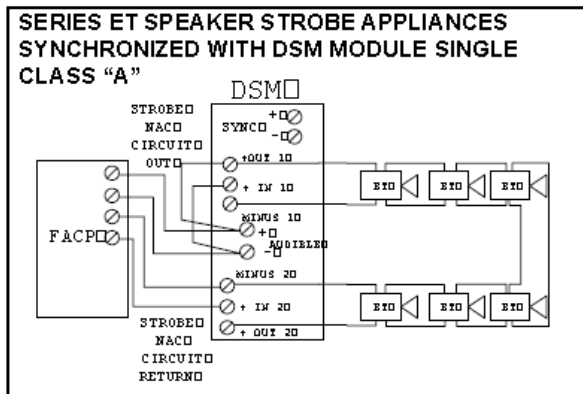 SERIES ET SPEAKER STROBE APPLIANCES
SYNCHRONIZED WITH DSM MODULE SINGLE
CLASS “A”
DSM□
STROBE□
NAC□
CIRCUIT□
OUT□
SYNC□
+□
-□
+OUT 1□
+ IN 1□
MINUS 1□
+□
AUDIBLE□
-□
MINUS 2□
+ IN 2□
+ OUT 2□
FACP□
STROBE□
NAC□
CIRCUIT□
RETURN□
ET□
ET□
ET□
ET□
ET□
ET□